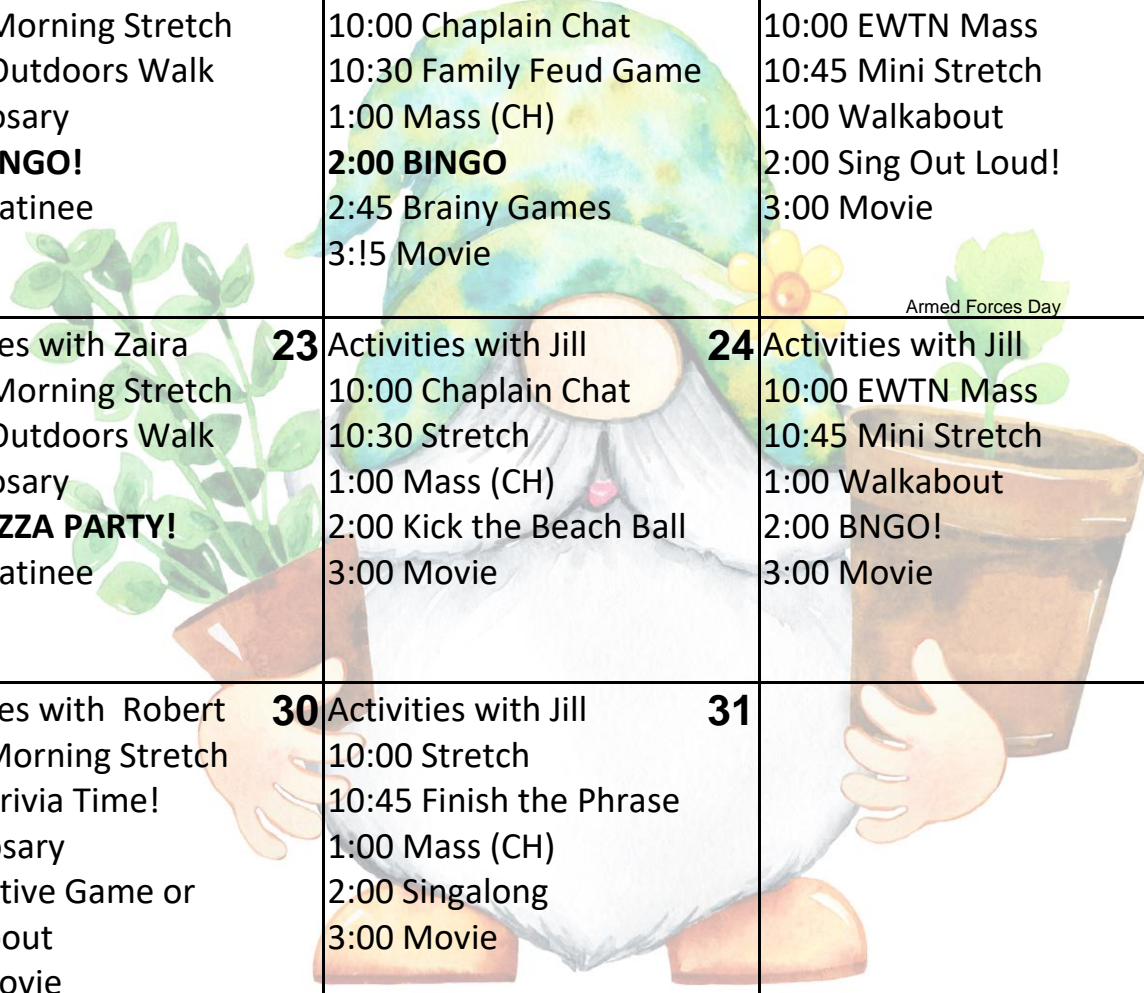 Morning Stretch
Outdoors Walk
osary
NGO!
atinee
10:00 Chaplain Chat
10:30 Family Feud Game
1:00 Mass (CH)
2:00 BINGO
2:45 Brainy Games
3:!5 Movie
10:00 EWTN Mass
10:45 Mini Stretch
1:00 Walkabout
2:00 Sing Out Loud!
3:00 Movie
Armed Forces Day
es with Zaira 23
Morning Stretch
Outdoors Walk
osary
ZZA PARTY!
atinee
Activities with Jill 24
10:00 Chaplain Chat
10:30 Stretch
1:00 Mass (CH)
2:00 Kick the Beach Ball
3:00 Movie
Activities with Jill
10:00 EWTN Mass
10:45 Mini Stretch
1:00 Walkabout
2:00 BNGO!
3:00 Movie
es with  Robert 30
Morning Stretch
rivia Time!
osary
tive Game or
out
ovie
Activities with Jill 31
10:00 Stretch
10:45 Finish the Phrase
1:00 Mass (CH)
2:00 Singalong
3:00 Movie